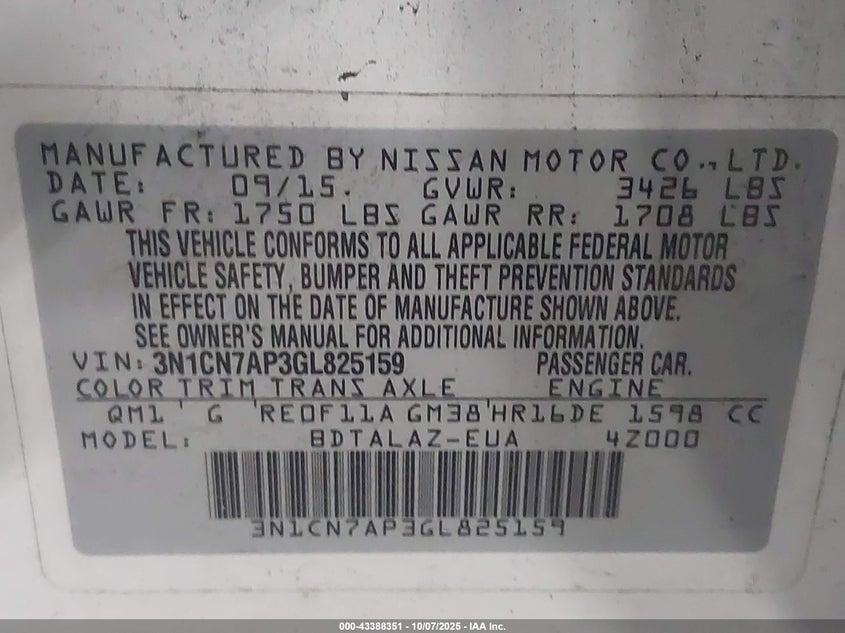 MANUFACTURED BY NISSAN MOTOR CO., LTD.
DATE: 09/15. GVWR: 3426 LBS
GAWR FR: 1750 LBS GAWR RR: 1708 LBS
THIS VEHICLE CONFORMS TO ALL APPLICABLE FEDERAL MOTOR
VEHICLE SAFETY, BUMPER AND THEFT PREVENTION STANDARDS
IN EFFECT ON THE DATE OF MANUFACTURE SHOWN ABOVE.
SEE OWNER'S MANUAL FOR ADDITIONAL INFORMATION.
VIN: 3N1CN7AP3GL825159 PASSENGER CAR.
COLOR TRIM TRANS AXLE ENGINE
QM1 G RE0F11A GM38 HR16DE 1598 CC
MODEL: BDTALAZ-EUA 4Z000
3N1CN7AP3GL825159
000-43388351 - 10/07/2025 - IAA Inc.